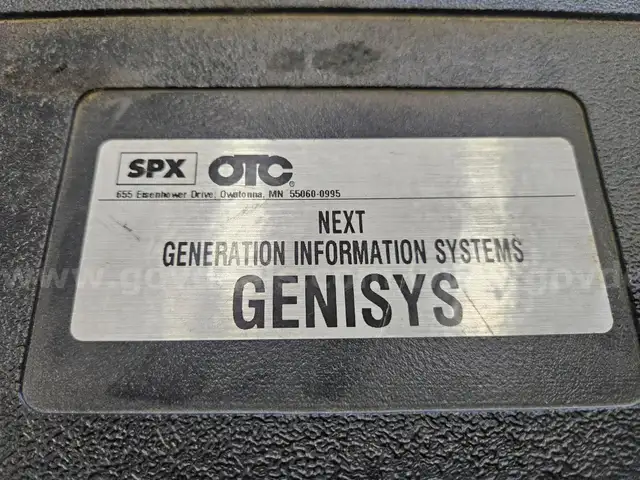 SPX OTC®
655 Eisenhower Drive, Owatonna, MN 55060-0995
NEXT
GENERATION INFORMATION SYSTEMS
GENISYS